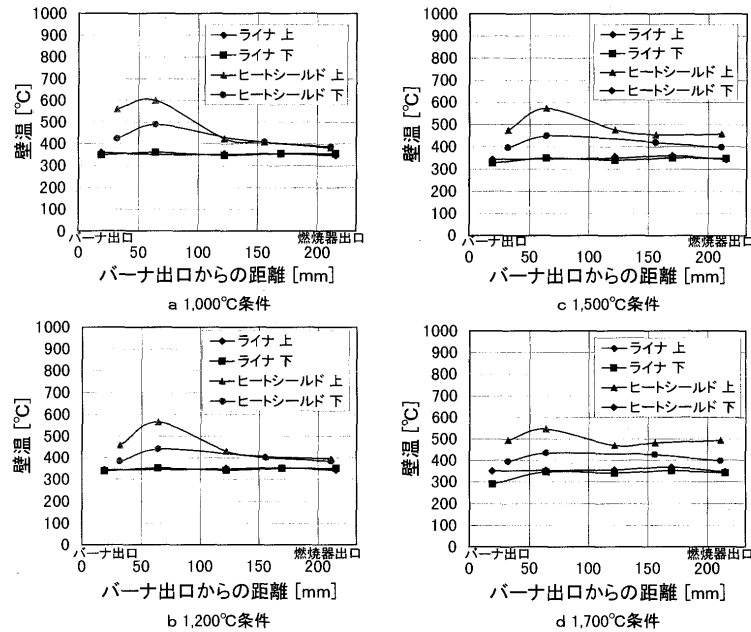 1000
900
800
700
600
500
400
300
200
100
0
壁温 [℃]
ライナ 上
ライナ 下
ヒートシールド 上
ヒートシールド 下
バーナ出口
燃焼器出口
0 50 100 150 200
バーナ出口からの距離 [mm]
a 1,000℃条件
1000
900
800
700
600
500
400
300
200
100
0
壁温 [℃]
ライナ 上
ライナ 下
ヒートシールド 上
ヒートシールド 下
バーナ出口
燃焼器出口
0 50 100 150 200
バーナ出口からの距離 [mm]
c 1,500℃条件
1000
900
800
700
600
500
400
300
200
100
0
壁温 [℃]
ライナ 上
ライナ 下
ヒートシールド 上
ヒートシールド 下
バーナ出口
燃焼器出口
0 50 100 150 200
バーナ出口からの距離 [mm]
b 1,200℃条件
1000
900
800
700
600
500
400
300
200
100
0
壁温 [℃]
ライナ 上
ライナ 下
ヒートシールド 上
ヒートシールド 下
バーナ出口
燃焼器出口
0 50 100 150 200
バーナ出口からの距離 [mm]
d 1,700℃条件